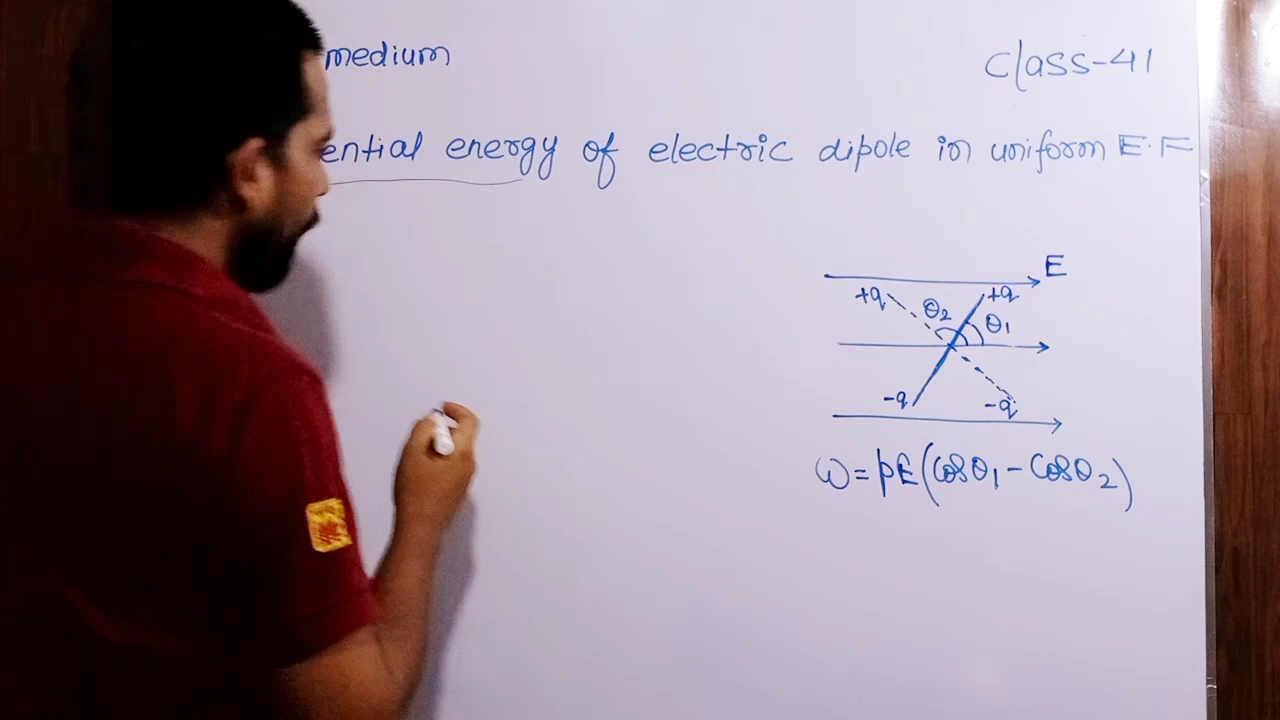 medium
Class-41
ential energy of electric dipole in uniform E.F
E
+q +q
θ2 θ1
-q -q
W = pE(Cosθ1 - Cosθ2)